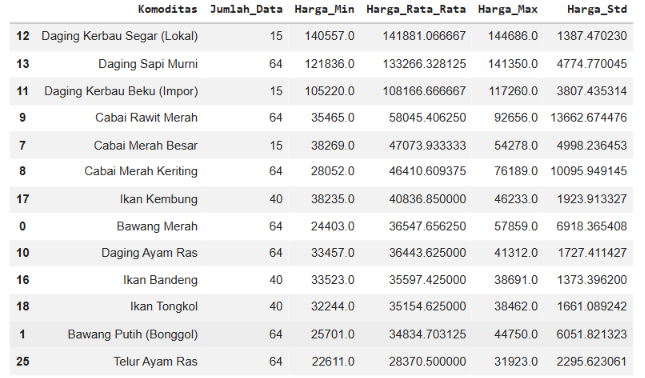 Komoditas Jumlah_Data Harga_Min Harga_Rata_Rata Harga_Max Harga_Std
12 Daging Kerbau Segar (Lokal) 15 140557.0 141881.066667 144686.0 1387.470230
13 Daging Sapi Murni 64 121836.0 133266.328125 141350.0 4774.770045
11 Daging Kerbau Beku (Impor) 15 105220.0 108166.666667 117260.0 3807.435314
9 Cabai Rawit Merah 64 35465.0 58045.406250 92656.0 13662.674476
7 Cabai Merah Besar 15 38269.0 47073.933333 54278.0 4998.236453
8 Cabai Merah Keriting 64 28052.0 46410.609375 76189.0 10095.949145
17 Ikan Kembung 40 38235.0 40836.850000 46233.0 1923.913327
0 Bawang Merah 64 24403.0 36547.656250 57859.0 6918.365408
10 Daging Ayam Ras 64 33457.0 36443.625000 41312.0 1727.411427
16 Ikan Bandeng 40 33523.0 35597.425000 38691.0 1373.396200
18 Ikan Tongkol 40 32244.0 35154.625000 38462.0 1661.089242
1 Bawang Putih (Bonggol) 64 25701.0 34834.703125 44750.0 6051.821323
25 Telur Ayam Ras 64 22611.0 28370.500000 31923.0 2295.623061